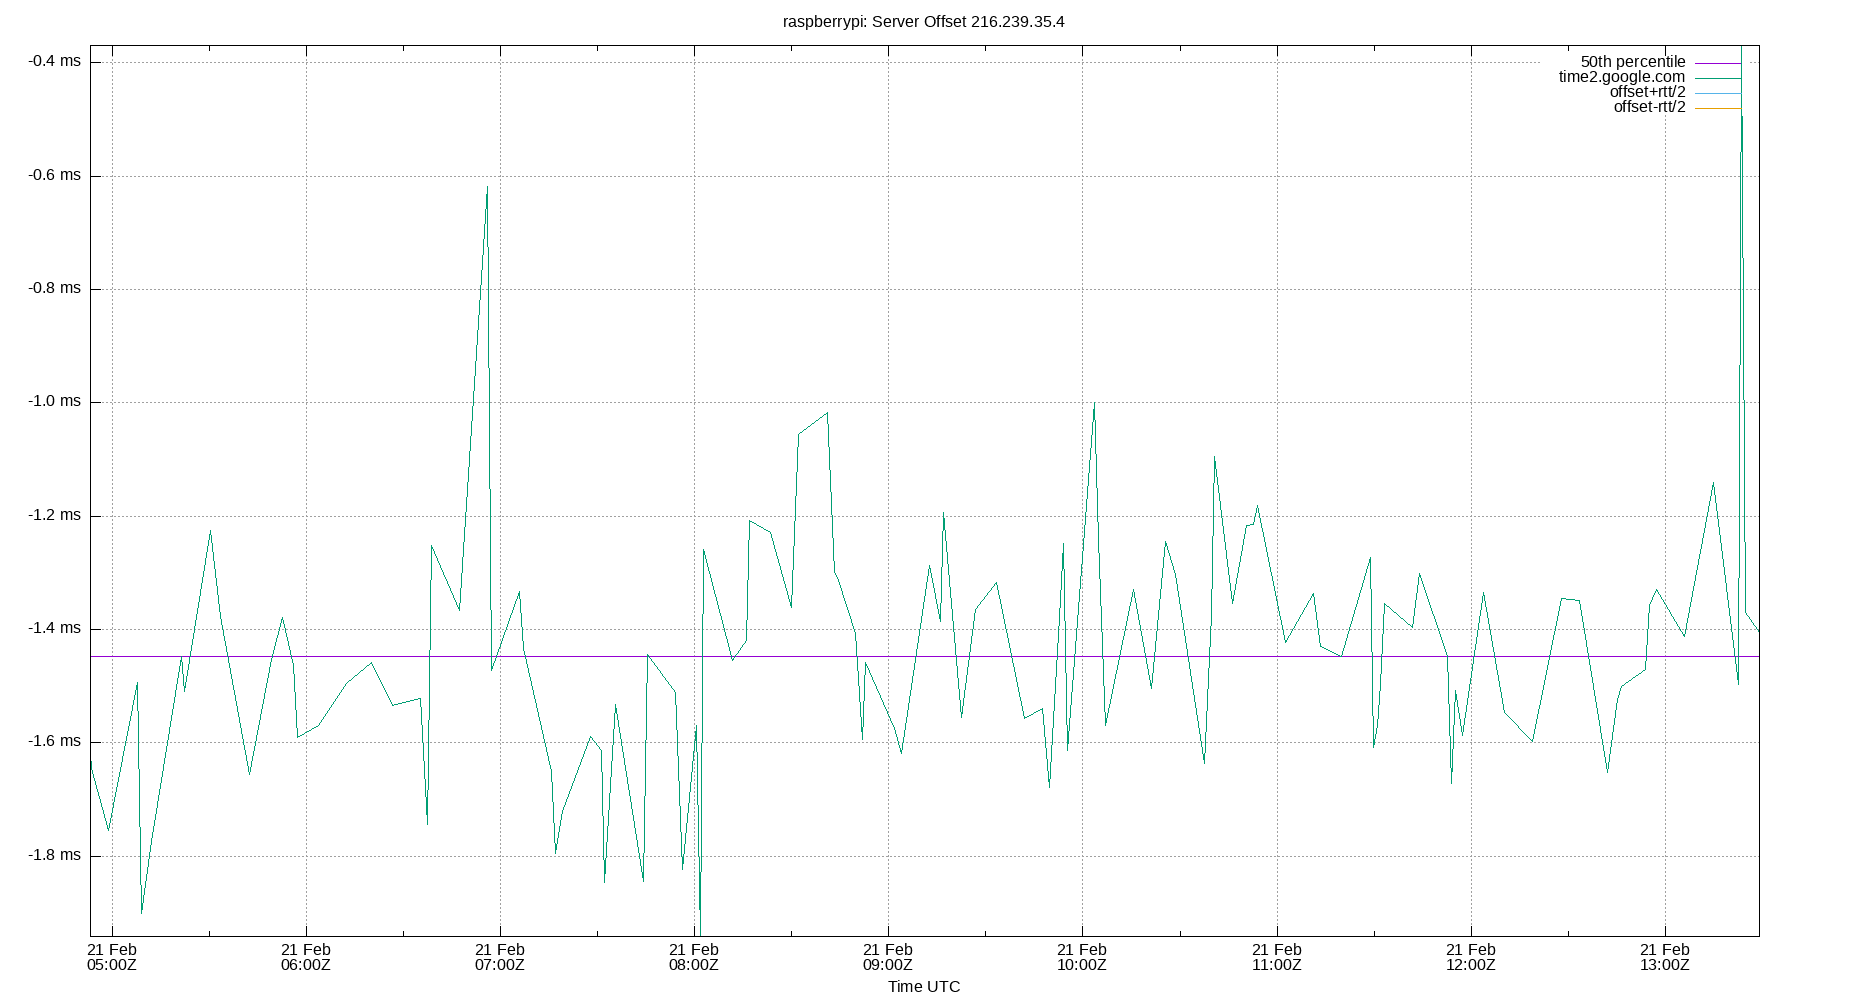 raspberrypi: Server Offset 216.239.35.4
-0.4 ms
-0.6 ms
-0.8 ms
-1.0 ms
-1.2 ms
-1.4 ms
-1.6 ms
-1.8 ms
50th percentile
time2.google.com
offset+rtt/2
offset-rtt/2
21 Feb 21 Feb 21 Feb 21 Feb 21 Feb 21 Feb 21 Feb 21 Feb 21 Feb
05:00Z 06:00Z 07:00Z 08:00Z 09:00Z 10:00Z 11:00Z 12:00Z 13:00Z
Time UTC